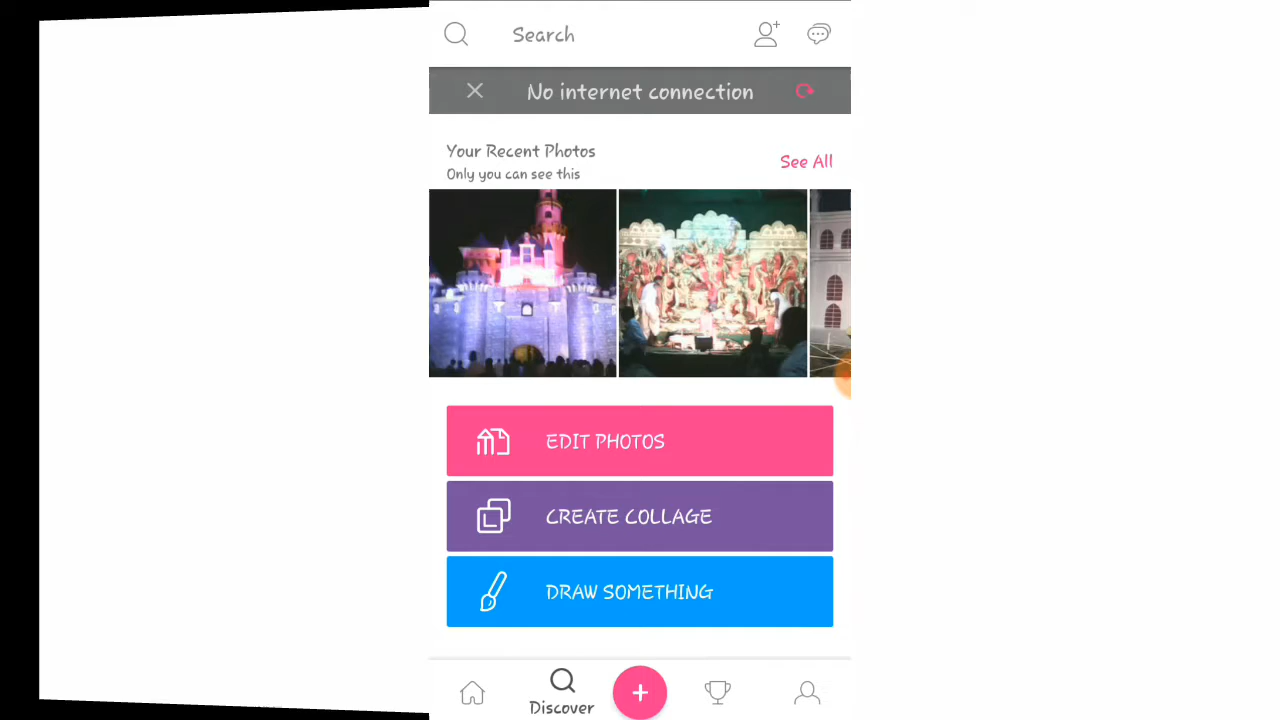 Search
No internet connection
Your Recent Photos
Only you can see this
See All
EDIT PHOTOS
CREATE COLLAGE
DRAW SOMETHING
Discover